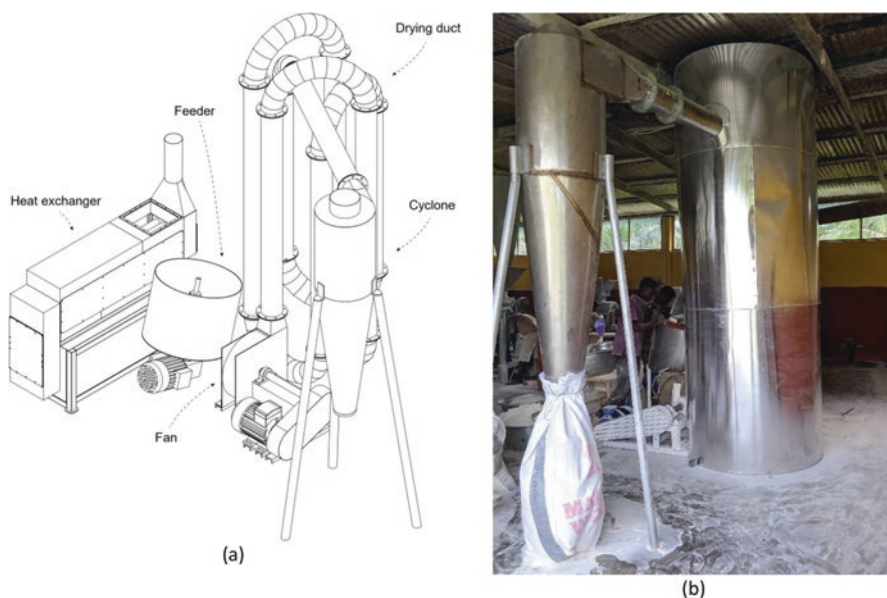 Drying duct
Feeder
Heat exchanger
Cyclone
Fan
(a)
(b)